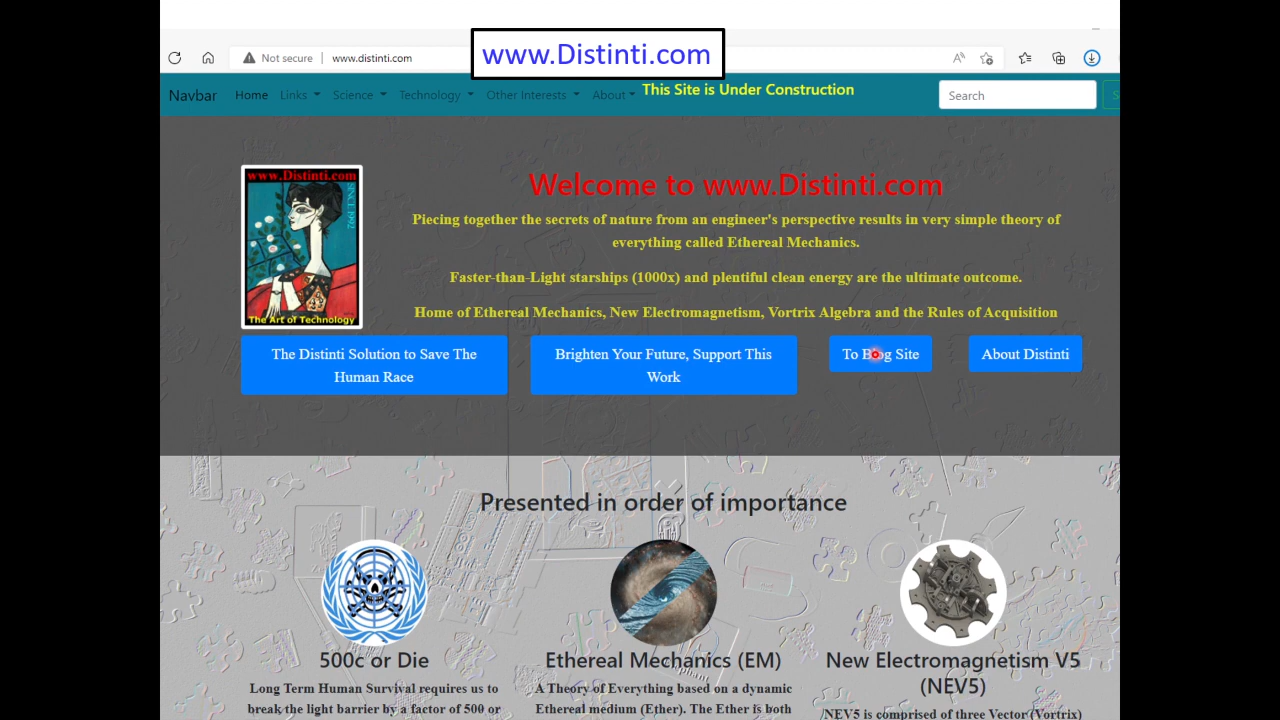 www.Distinti.com
Not secure | www.distinti.com
Navbar Home Links Science Technology Other Interests About This Site is Under Construction Search
www.Distinti.com
SINCE 1992
The Art of Technology
Welcome to www.Distinti.com
Piecing together the secrets of nature from an engineer's perspective results in very simple theory of
everything called Ethereal Mechanics.
Faster-than-Light starships (1000x) and plentiful clean energy are the ultimate outcome.
Home of Ethereal Mechanics, New Electromagnetism, Vortrix Algebra and the Rules of Acquisition
The Distinti Solution to Save The
Human Race
Brighten Your Future, Support This
Work
To Blog Site
About Distinti
Presented in order of importance
500c or Die
Long Term Human Survival requires us to
break the light barrier by a factor of 500 or
Ethereal Mechanics (EM)
A Theory of Everything based on a dynamic
Ethereal medium (Ether). The Ether is both
New Electromagnetism V5
(NEV5)
NEV5 is comprised of three Vector (Vortrix)